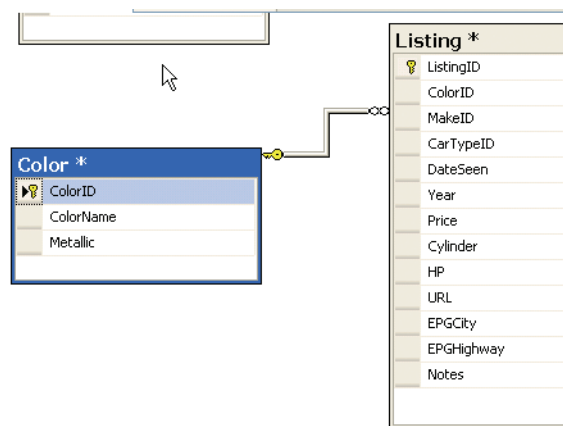 Listing *
ListingID
ColorID
MakeID
CarTypeID
DateSeen
Year
Price
Cylinder
HP
URL
EPGCity
EPGHighway
Notes
Color *
ColorID
ColorName
Metallic